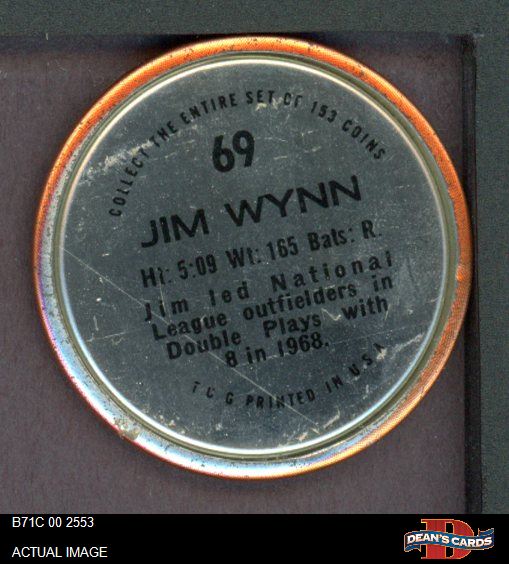 COLLECT THE ENTIRE SET OF 153 COINS
69
JIM WYNN
Ht: 5:09 Wt: 165 Bats: R.
Jim led National
League outfielders in
Double Plays with
8 in 1968.
T C G PRINTED IN U S A
B71C 00 2553
ACTUAL IMAGE
D
DEAN'S CARDS